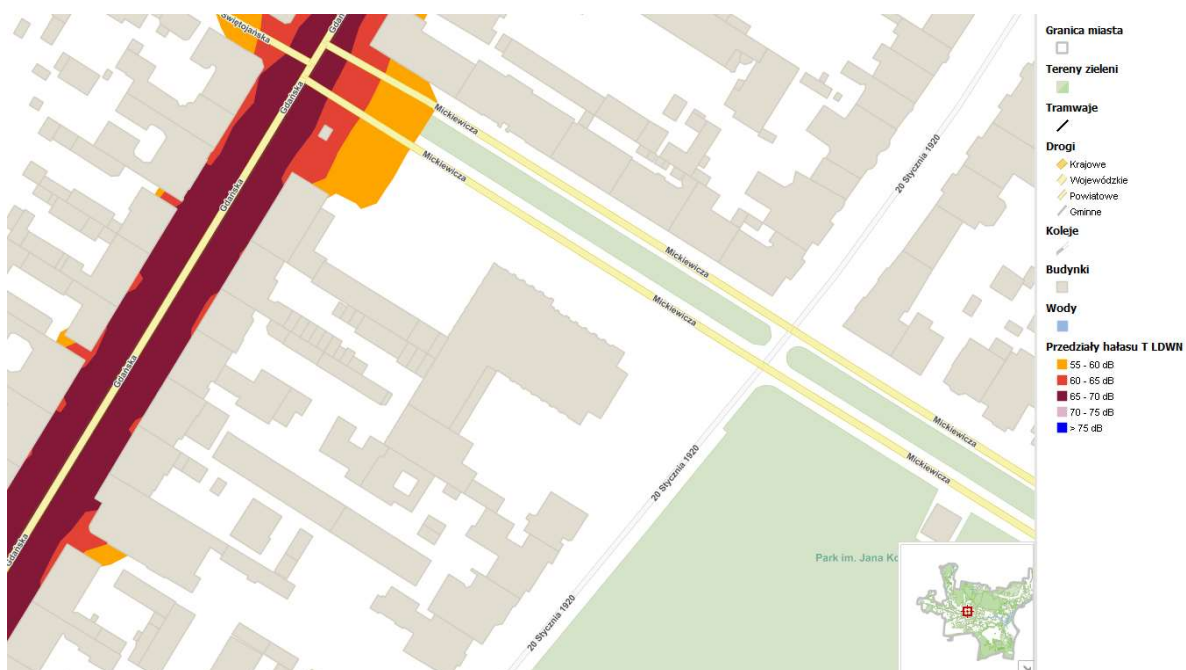 Świętojańska
Gdańska
Gdańska
Gdańska
Gdańska
Gdańska
Mickiewicza
Mickiewicza
Mickiewicza
Mickiewicza
Mickiewicza
Mickiewicza
20 Stycznia 1920
20 Stycznia 1920
20 Stycznia 1920
Park im. Jana Ko
Granica miasta
Tereny zieleni
Tramwaje
Drogi
Krajowe
Wojewódzkie
Powiatowe
Gminne
Koleje
Budynki
Wody
Przedziały hałasu T LDWN
55 - 60 dB
60 - 65 dB
65 - 70 dB
70 - 75 dB
> 75 dB